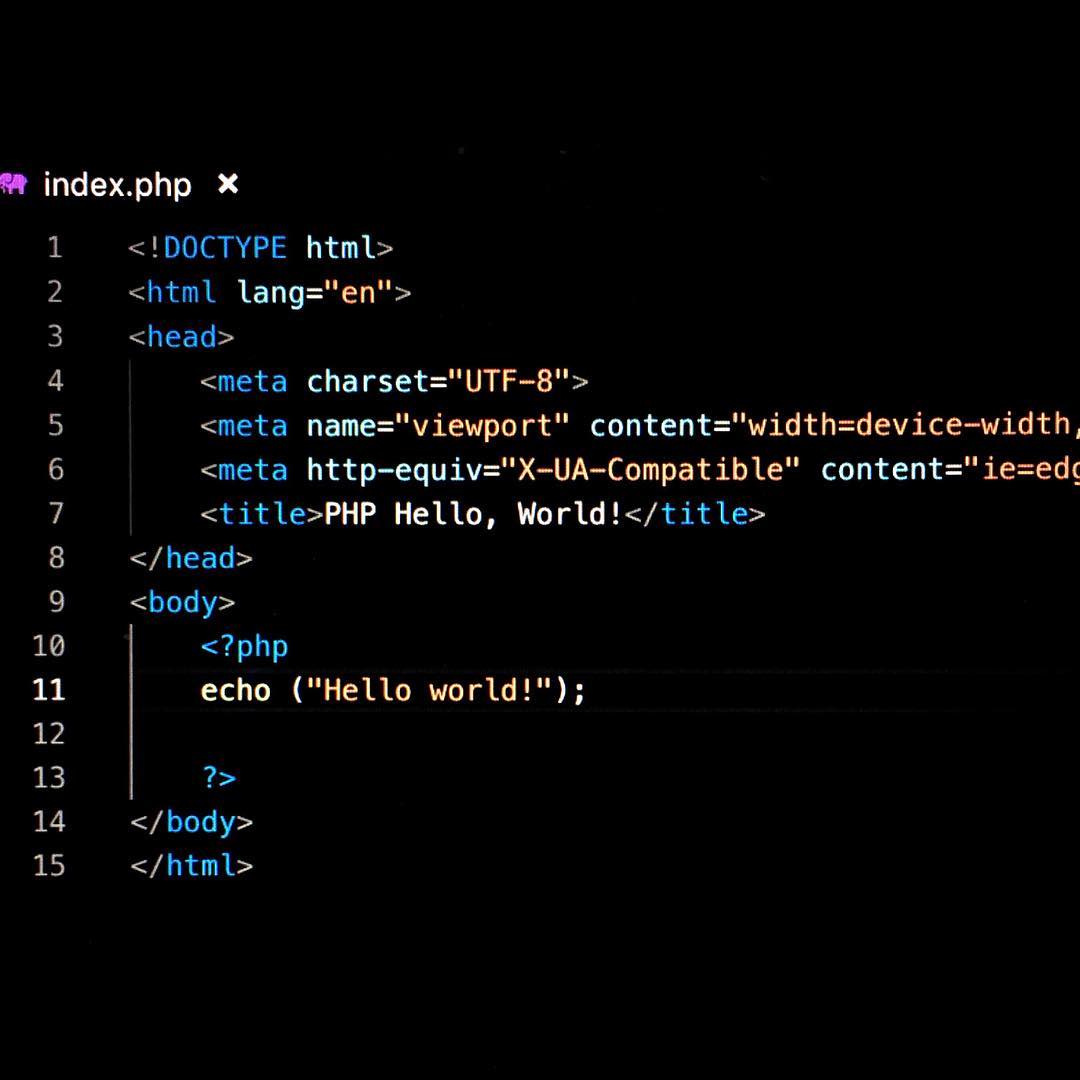 index.php ×
1 <!DOCTYPE html>
2 <html lang="en">
3 <head>
4 <meta charset="UTF-8">
5 <meta name="viewport" content="width=device-width,
6 <meta http-equiv="X-UA-Compatible" content="ie=edg
7 <title>PHP Hello, World!</title>
8 </head>
9 <body>
10 <?php
11 echo ("Hello world!");
12
13 ?>
14 </body>
15 </html>